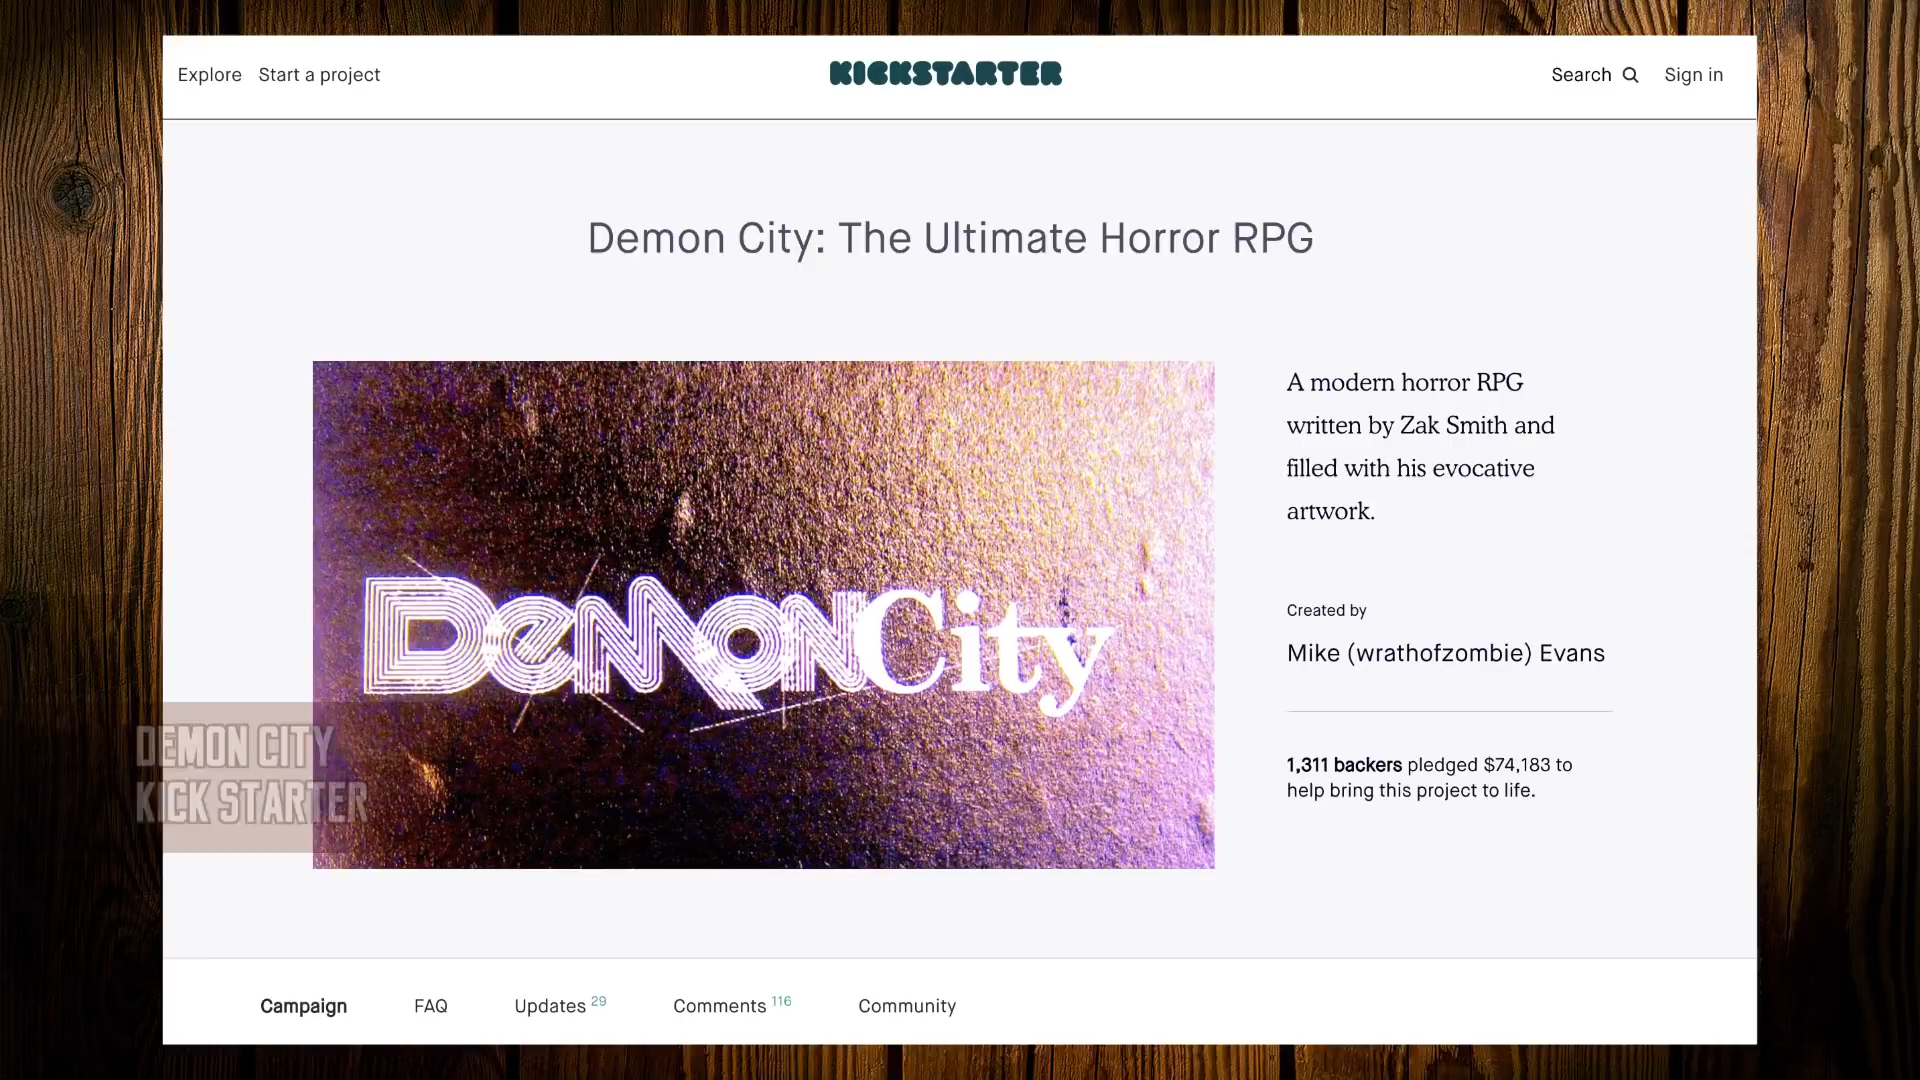 Explore Start a project KICKSTARTER Search Sign in
Demon City: The Ultimate Horror RPG
DemonCity
A modern horror RPG
written by Zak Smith and
filled with his evocative
artwork.
Created by
Mike (wrathofzombie) Evans
1,311 backers pledged $74,183 to
help bring this project to life.
DEMON CITY
KICK STARTER
Campaign FAQ Updates 29 Comments 116 Community